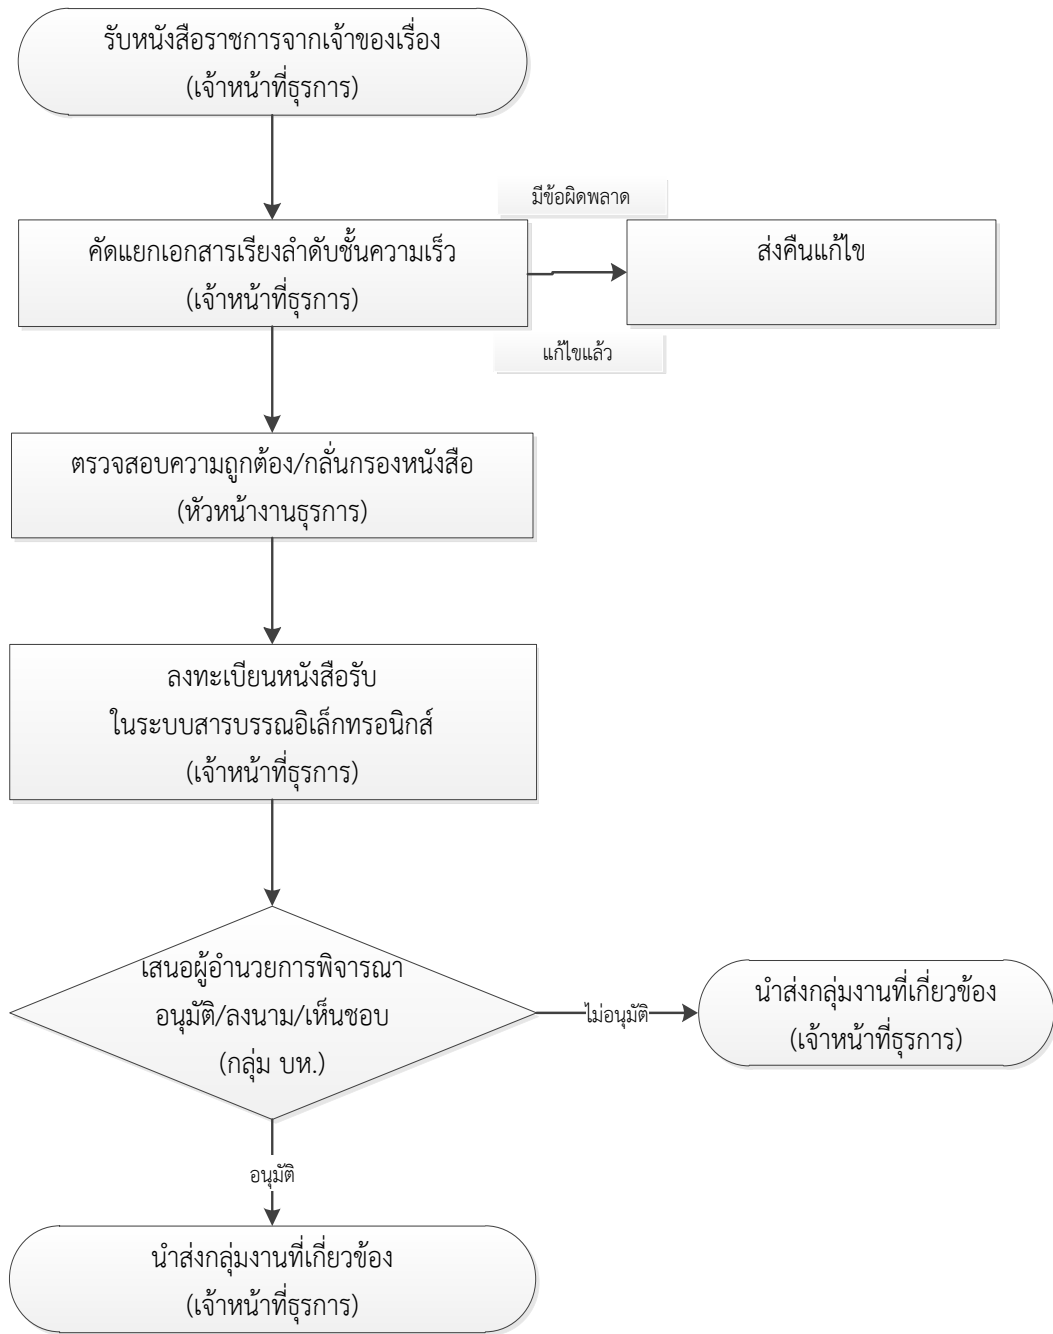 รับหนังสือราชการจากเจ้าของเรื่อง
(เจ้าหน้าที่ธุรการ)
มีข้อผิดพลาด
คัดแยกเอกสารเรียงลำดับชั้นความเร็ว
(เจ้าหน้าที่ธุรการ)
ส่งคืนแก้ไข
แก้ไขแล้ว
ตรวจสอบความถูกต้อง/กลั่นกรองหนังสือ
(หัวหน้างานธุรการ)
ลงทะเบียนหนังสือรับ
ในระบบสารบรรณอิเล็กทรอนิกส์
(เจ้าหน้าที่ธุรการ)
เสนอผู้อำนวยการพิจารณา
อนุมัติ/ลงนาม/เห็นชอบ
(กลุ่ม บห.)
ไม่อนุมัติ
นำส่งกลุ่มงานที่เกี่ยวข้อง
(เจ้าหน้าที่ธุรการ)
อนุมัติ
นำส่งกลุ่มงานที่เกี่ยวข้อง
(เจ้าหน้าที่ธุรการ)